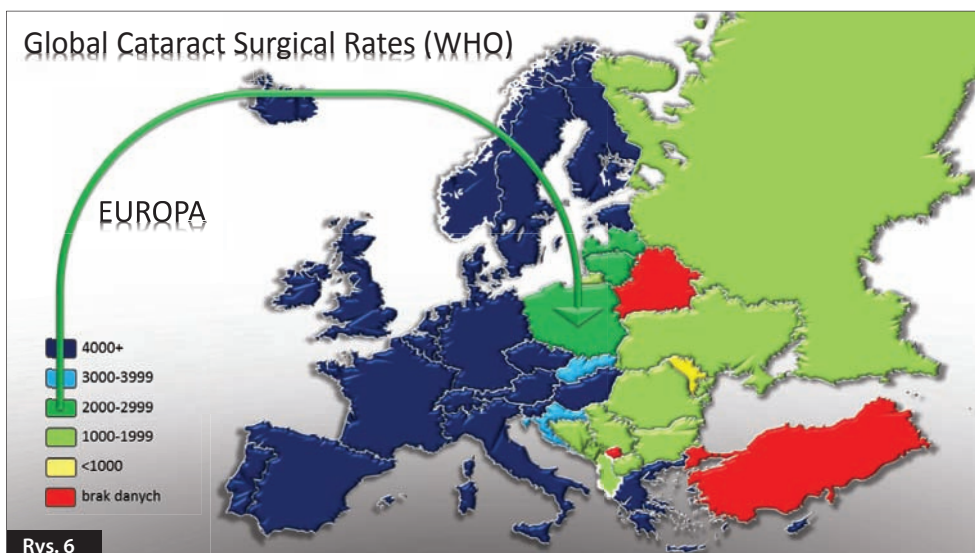 Global Cataract Surgical Rates (WHO)
EUROPA
4000+
3000-3999
2000-2999
1000-1999
<1000
brak danych
Rys. 6